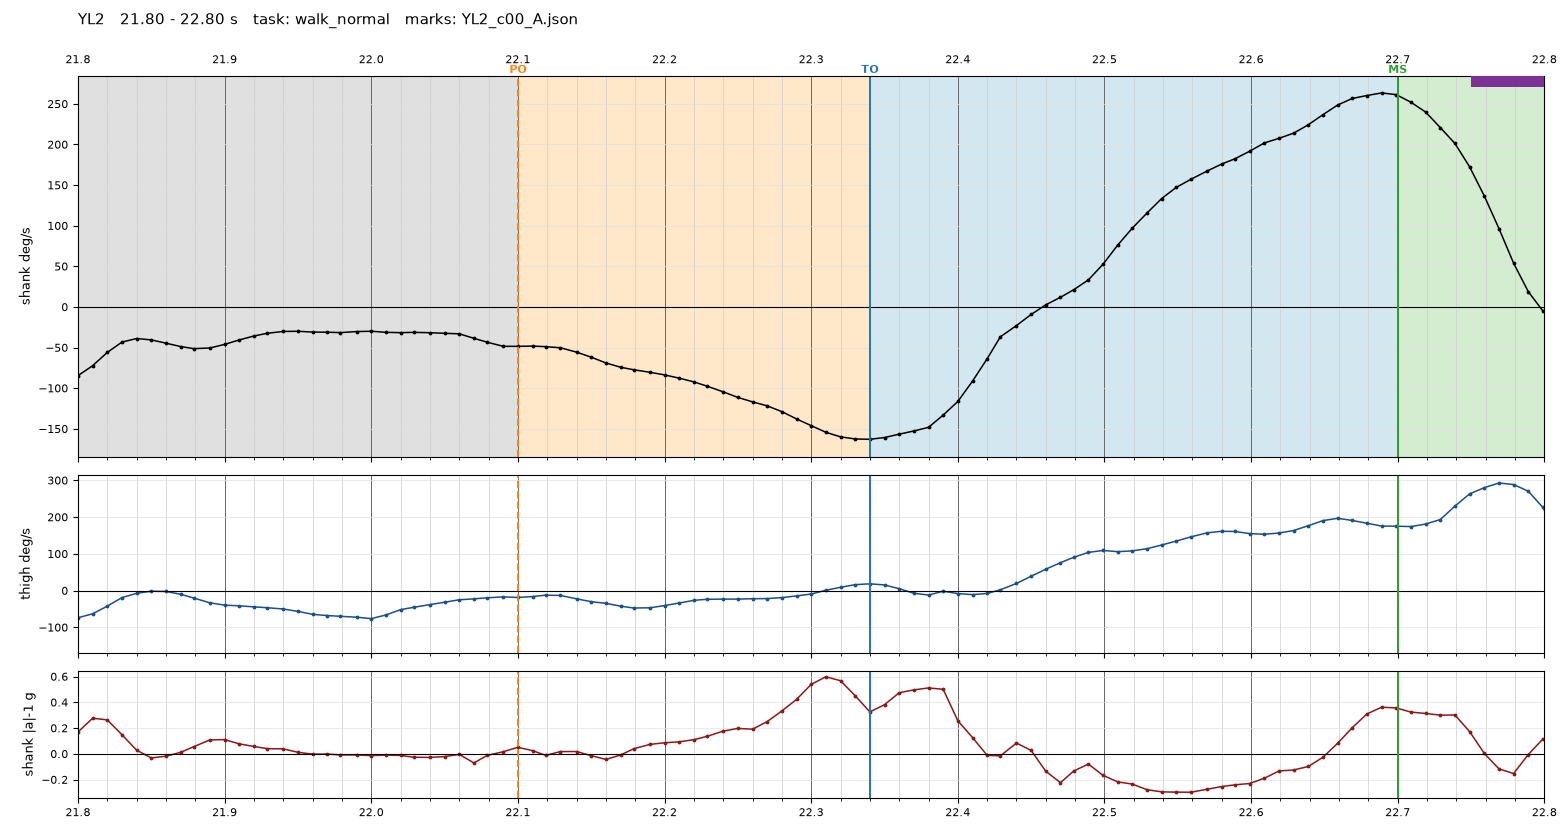 YL2   21.80 - 22.80 s   task: walk_normal   marks: YL2_c00_A.json
21.8 21.9 22.0 22.1 22.2 22.3 22.4 22.5 22.6 22.7 22.8
PO TO MS
shank deg/s
250
200
150
100
50
0
−50
−100
−150
thigh deg/s
300
200
100
0
−100
shank |a|-1 g
0.6
0.4
0.2
0.0
−0.2
21.8 21.9 22.0 22.1 22.2 22.3 22.4 22.5 22.6 22.7 22.8